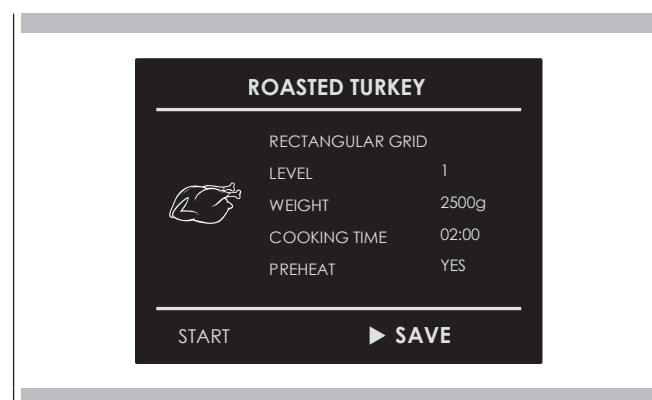 ROASTED TURKEY
RECTANGULAR GRID
LEVEL 1
WEIGHT 2500g
COOKING TIME 02:00
PREHEAT YES
START ▶ SAVE